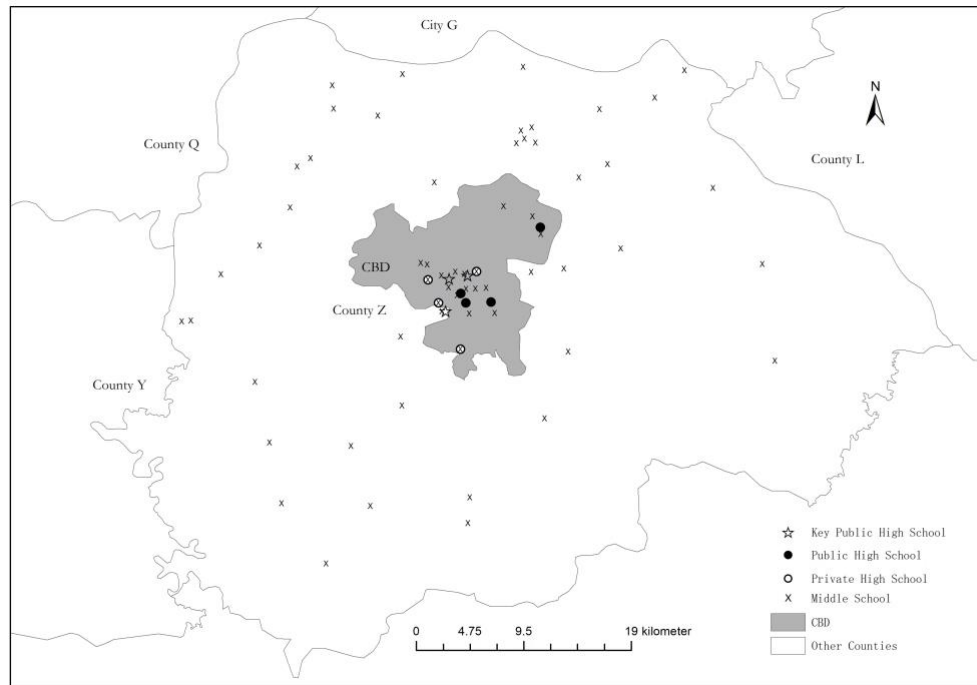 City G
N
County Q
County L
CBD
County Z
County Y
Key Public High School
Public High School
Private High School
Middle School
CBD
Other Counties
0 4.75 9.5 19 kilometer